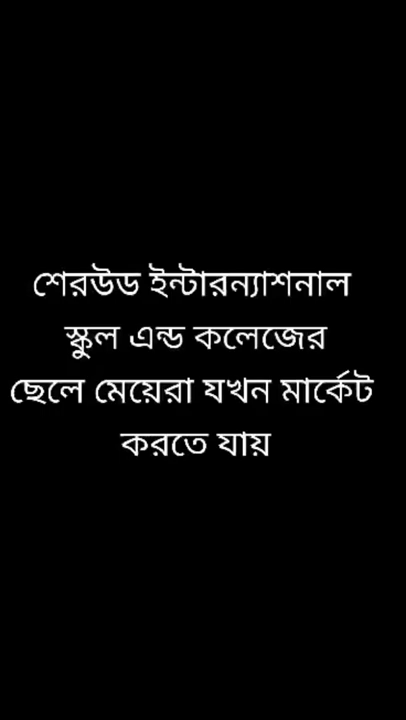 শেরউড ইন্টারন্যাশনাল
স্কুল এন্ড কলেজের
ছেলে মেয়েরা যখন মার্কেট
করতে যায়